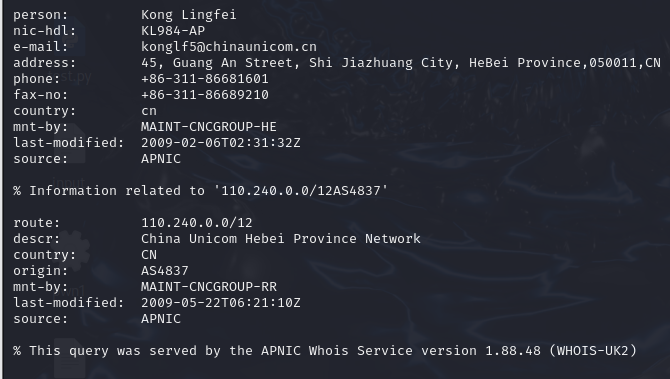 person: Kong Lingfei
nic-hdl: KL984-AP
e-mail: konglf5@chinaunicom.cn
address: 45, Guang An Street, Shi Jiazhuang City, HeBei Province,050011,CN
phone: +86-311-86681601
fax-no: +86-311-86689210
country: cn
mnt-by: MAINT-CNCGROUP-HE
last-modified: 2009-02-06T02:31:32Z
source: APNIC
% Information related to '110.240.0.0/12AS4837'
route: 110.240.0.0/12
descr: China Unicom Hebei Province Network
country: CN
origin: AS4837
mnt-by: MAINT-CNCGROUP-RR
last-modified: 2009-05-22T06:21:10Z
source: APNIC
% This query was served by the APNIC Whois Service version 1.88.48 (WHOIS-UK2)